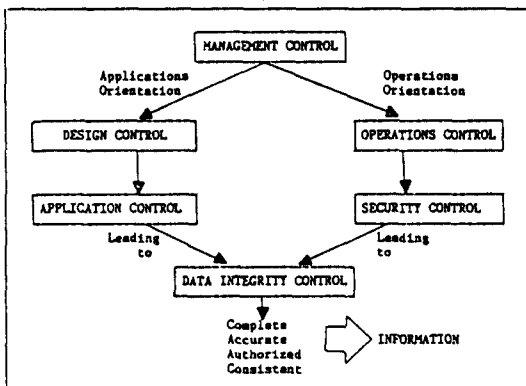 MANAGEMENT CONTROL
Applications
Orientation
Operations
Orientation
DESIGN CONTROL
OPERATIONS CONTROL
APPLICATION CONTROL
SECURITY CONTROL
Leading
to
Leading
to
DATA INTEGRITY CONTROL
Complete
Accurate
Authorized
Consistent
INFORMATION